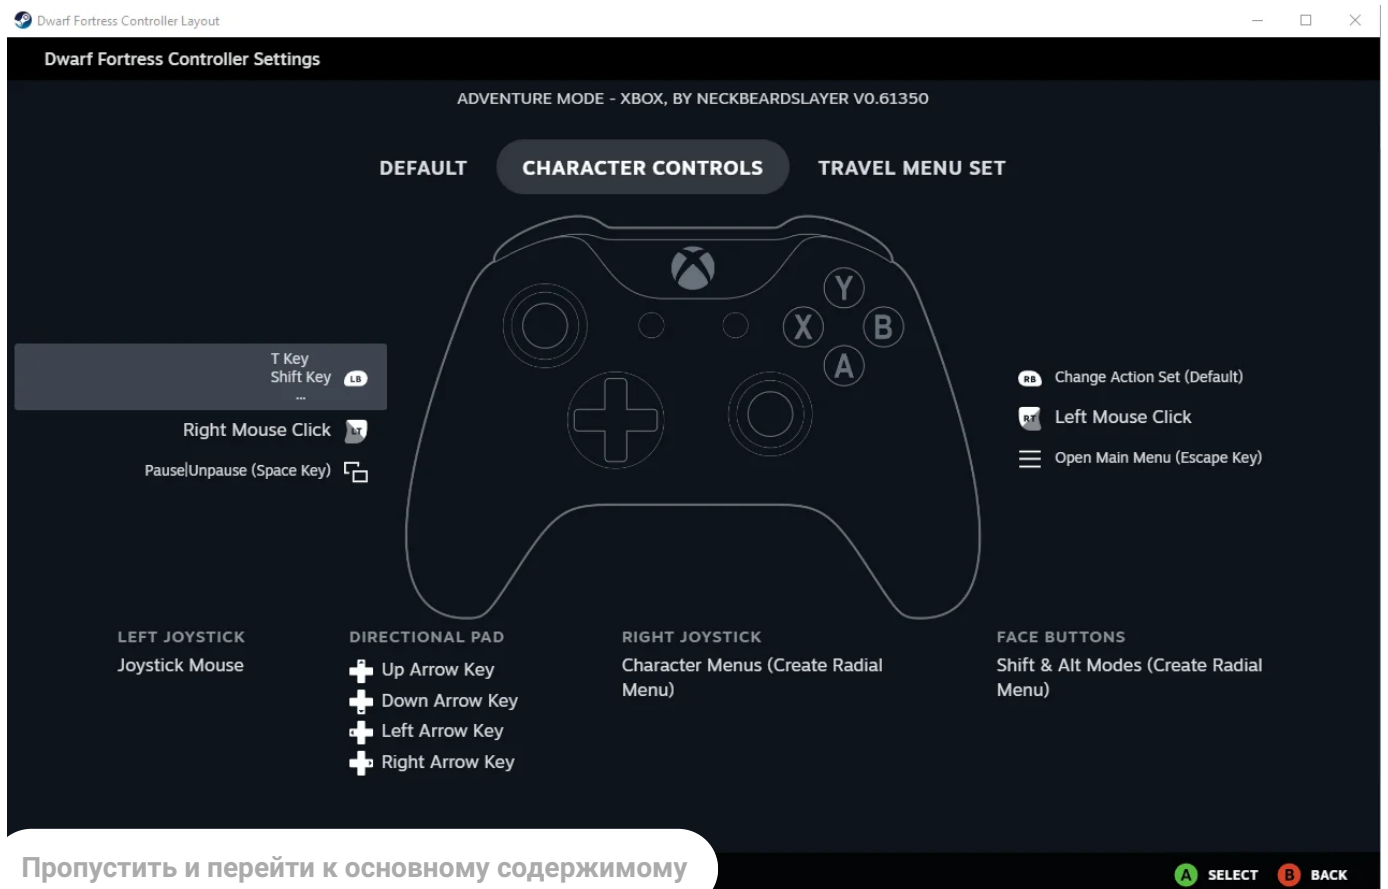 Dwarf Fortress Controller Layout
Dwarf Fortress Controller Settings
ADVENTURE MODE - XBOX, BY NECKBEARDSLAYER V0.61350
DEFAULT
CHARACTER CONTROLS
TRAVEL MENU SET
Y
X
B
A
T Key
Shift Key
...
LB
Right Mouse Click
LT
Pause|Unpause (Space Key)
RB
Change Action Set (Default)
RT
Left Mouse Click
Open Main Menu (Escape Key)
LEFT JOYSTICK
Joystick Mouse
DIRECTIONAL PAD
Up Arrow Key
Down Arrow Key
Left Arrow Key
Right Arrow Key
RIGHT JOYSTICK
Character Menus (Create Radial
Menu)
FACE BUTTONS
Shift & Alt Modes (Create Radial
Menu)
Пропустить и перейти к основному содержимому
A SELECT
B BACK